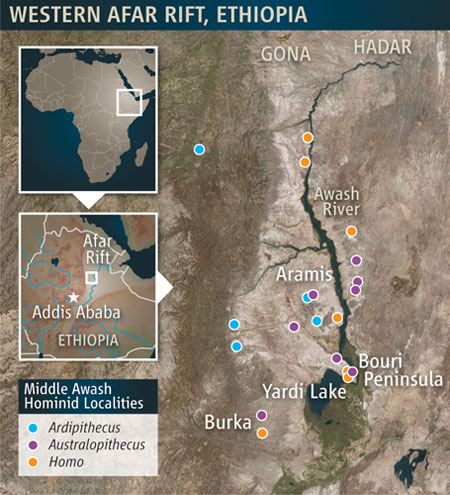 WESTERN AFAR RIFT, ETHIOPIA
GONA
HADAR
Awash
River
Afar
Rift
Addis Ababa
ETHIOPIA
Aramis
Bouri
Peninsula
Yardi Lake
Burka
Middle Awash
Hominid Localities
Ardipithecus
Australopithecus
Homo